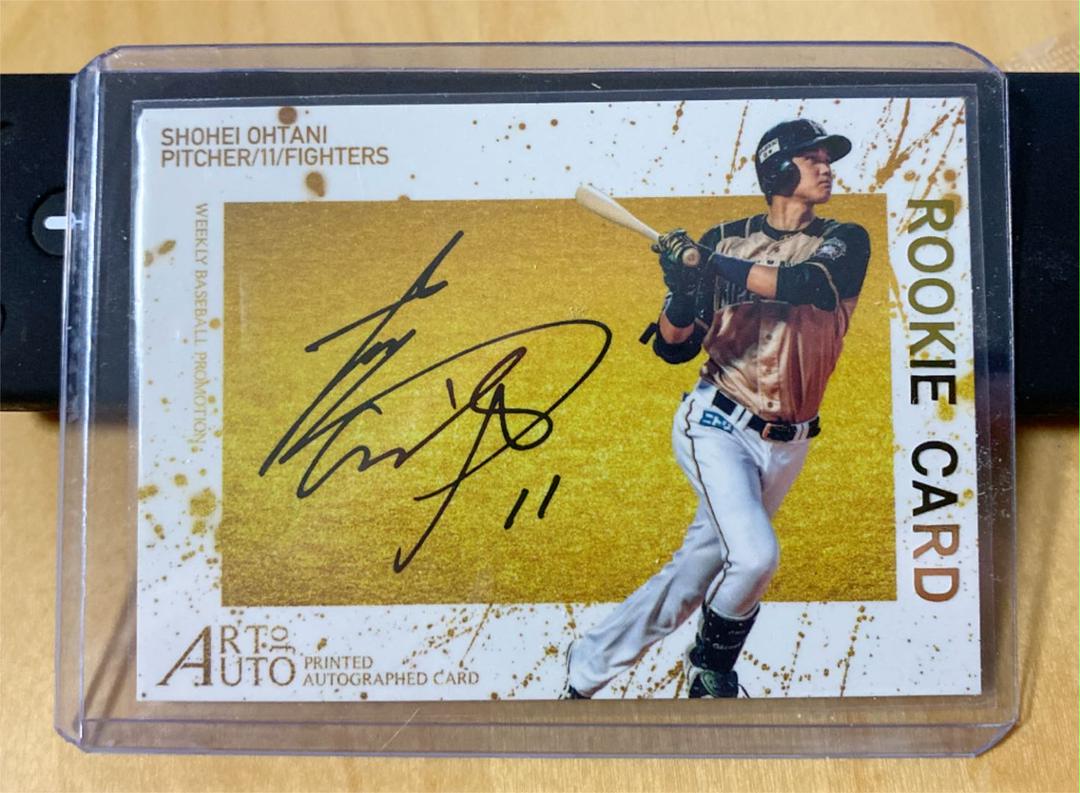 SHOHEI OHTANI
PITCHER/11/FIGHTERS
WEEKLY BASEBALL PROMOTION
ROOKIE CARD
11
ART OF
AUTO
PRINTED
AUTOGRAPHED CARD